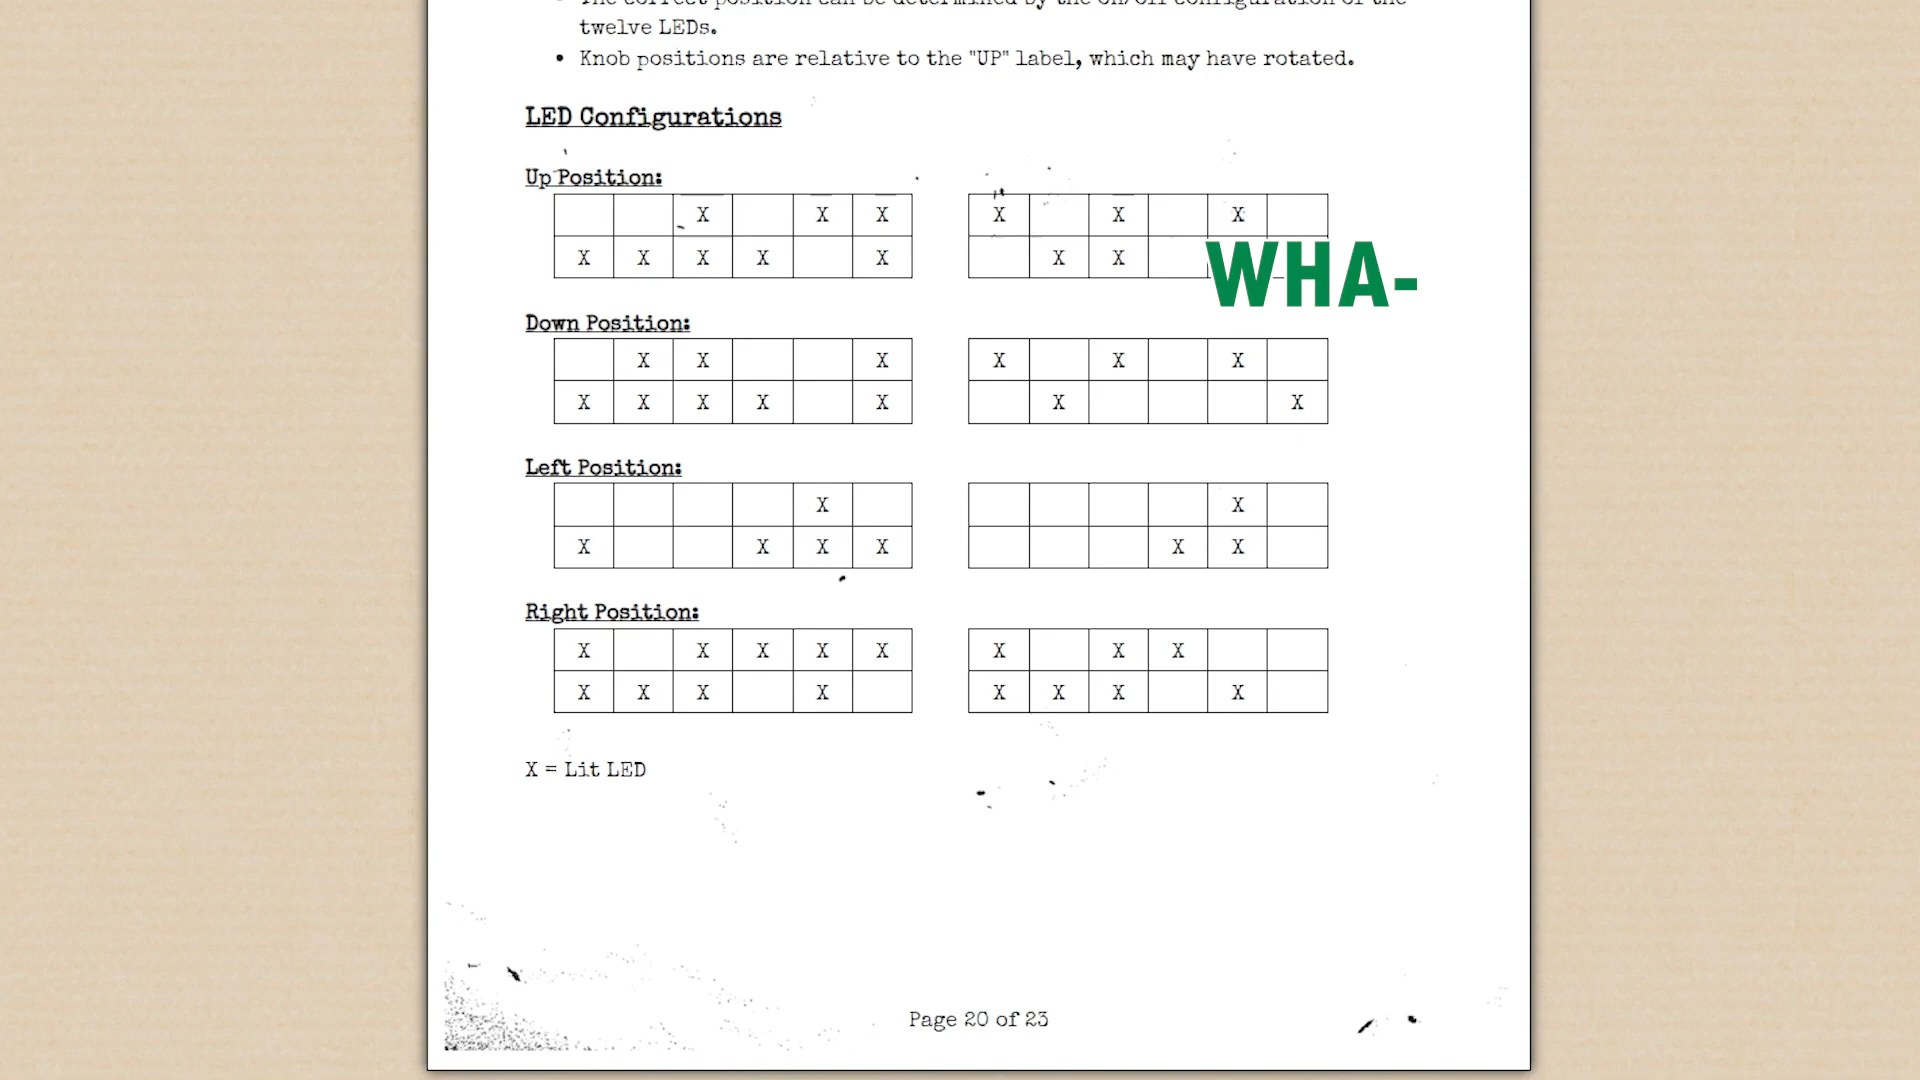 twelve LEDs.
• Knob positions are relative to the "UP" label, which may have rotated.
LED Configurations
Up Position:
X X X X X X
X X X X X X X
WHA-
Down Position:
X X X X X X
X X X X X X X
Left Position:
X X
X X X X X X
Right Position:
X X X X X X X X
X X X X X X X X
X = Lit LED
Page 20 of 23